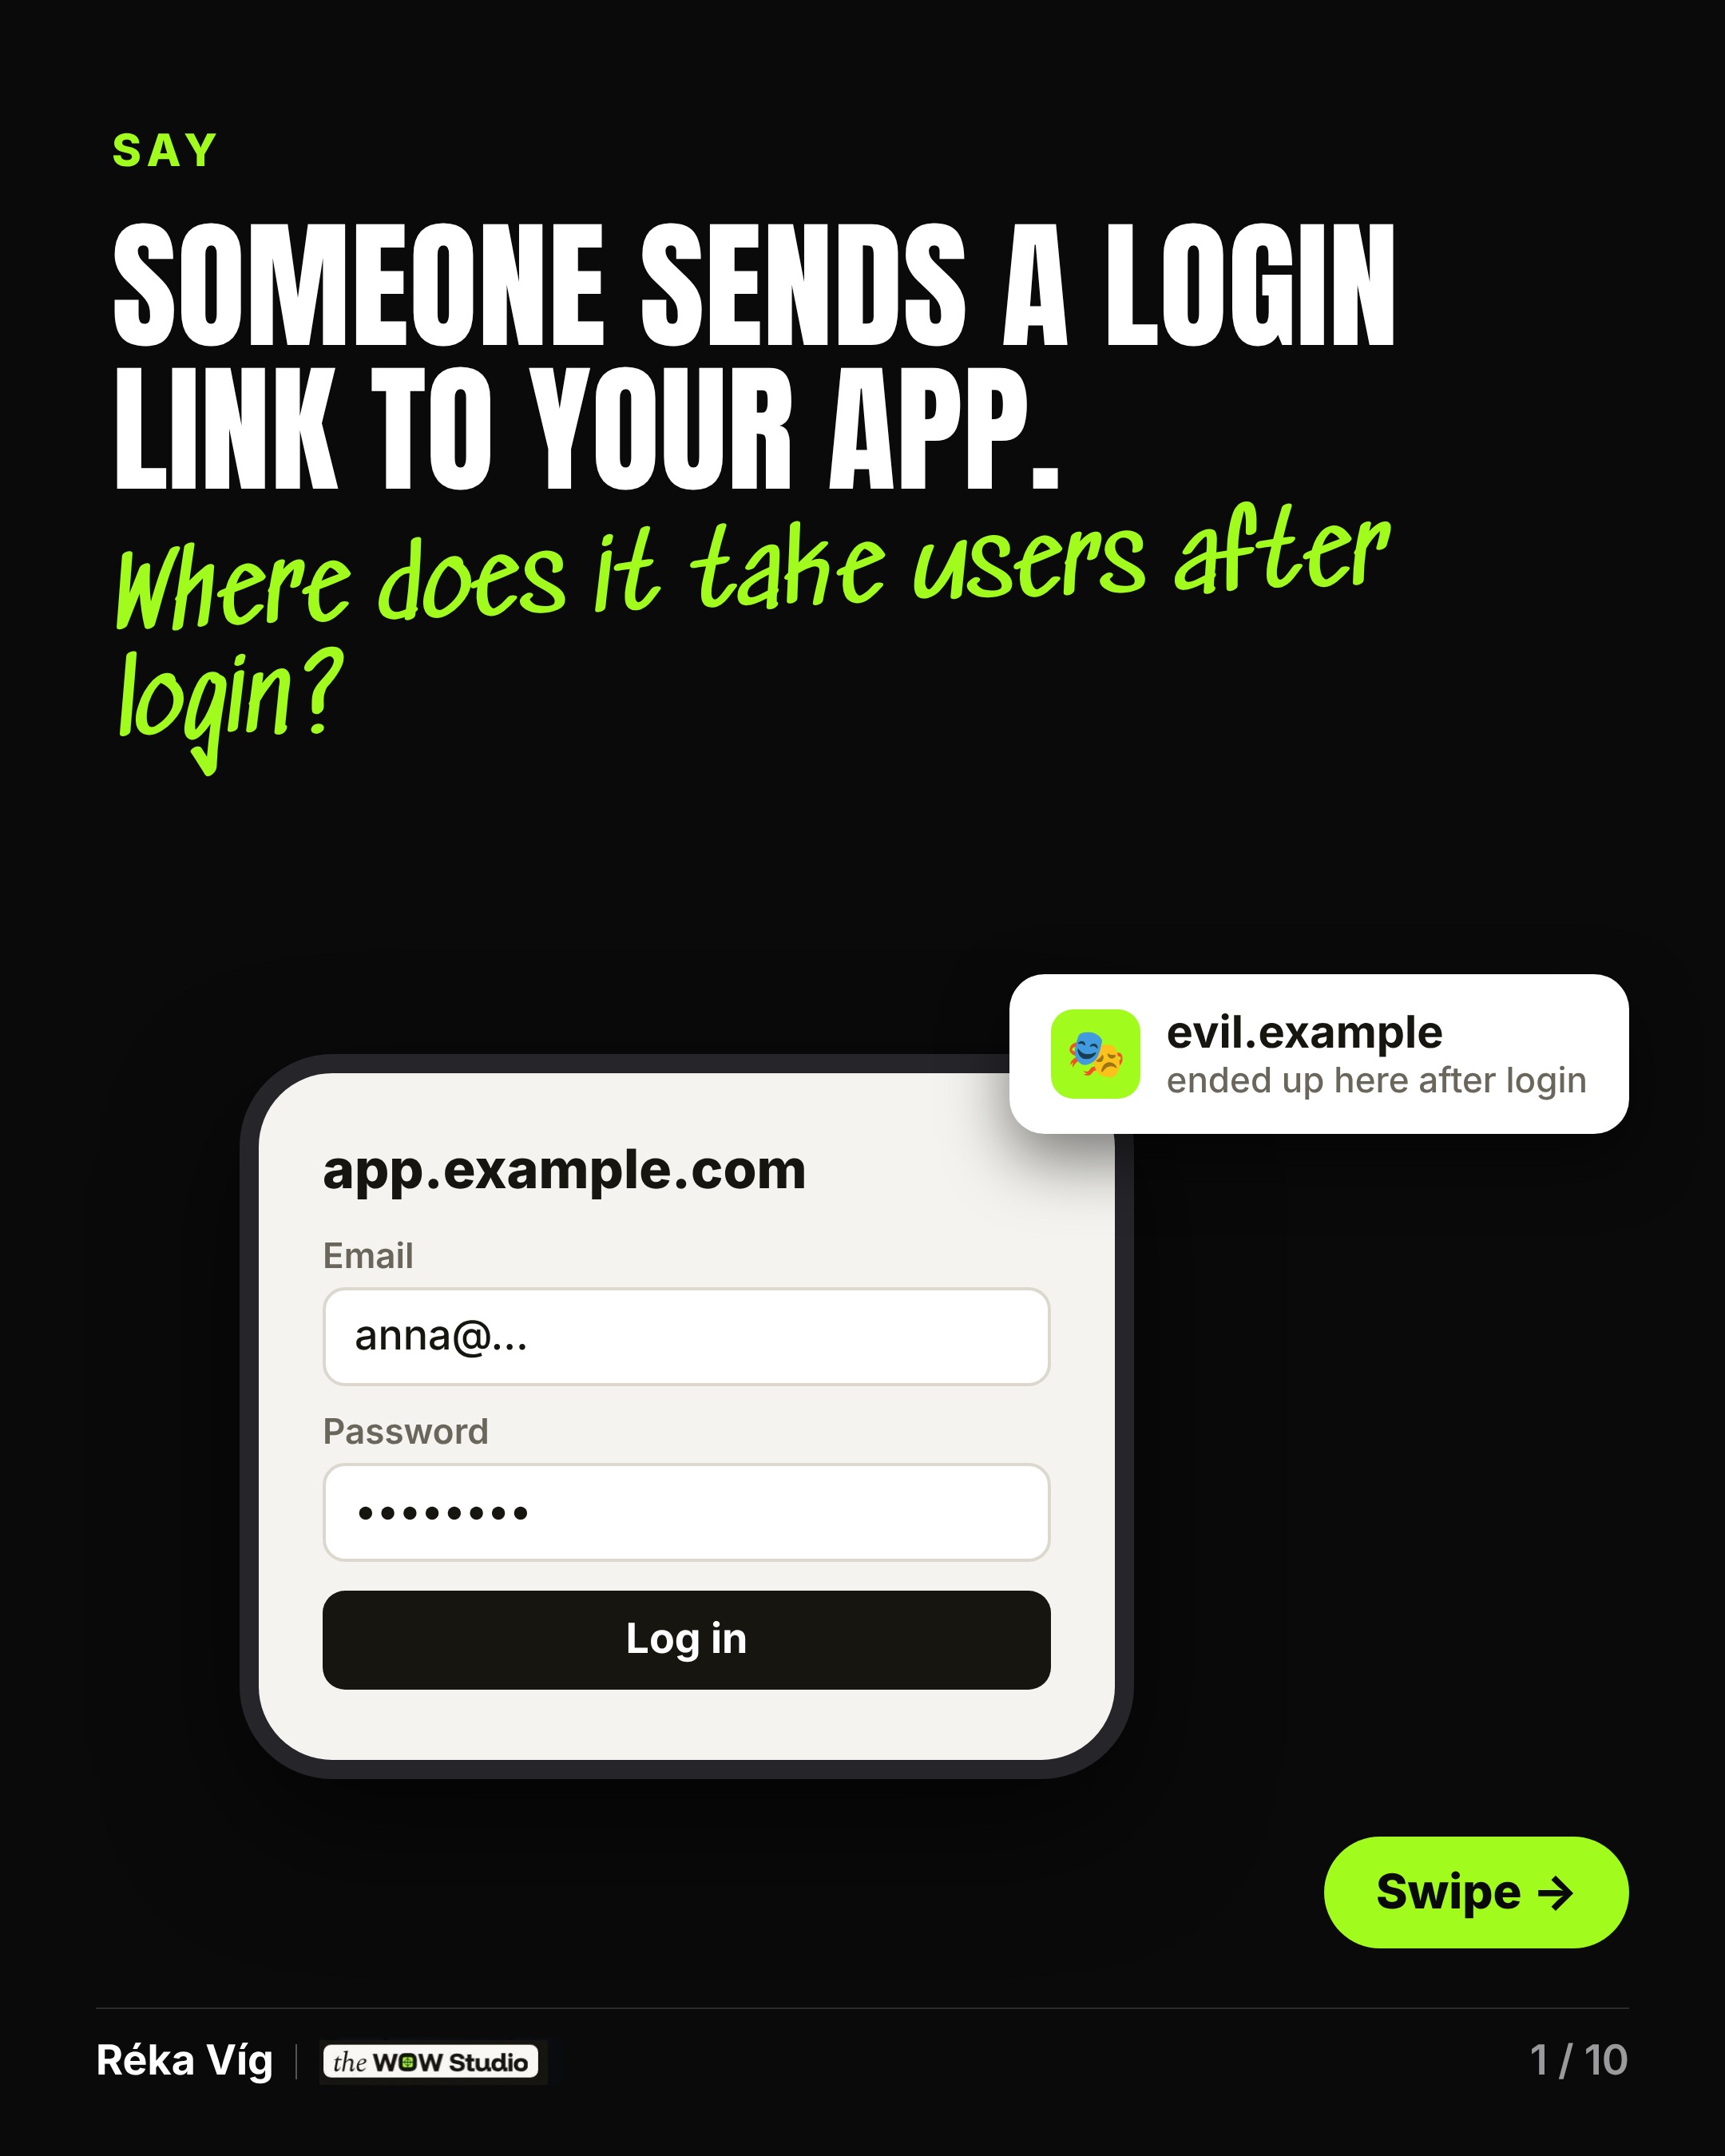 SAY
SOMEONE SENDS A LOGIN
LINK TO YOUR APP.
Where does it take users after
login?
evil.example
ended up here after login
app.example.com
Email
anna@...
Password
••••••••
Log in
Swipe →
Réka Víg
the WOW Studio
1 / 10